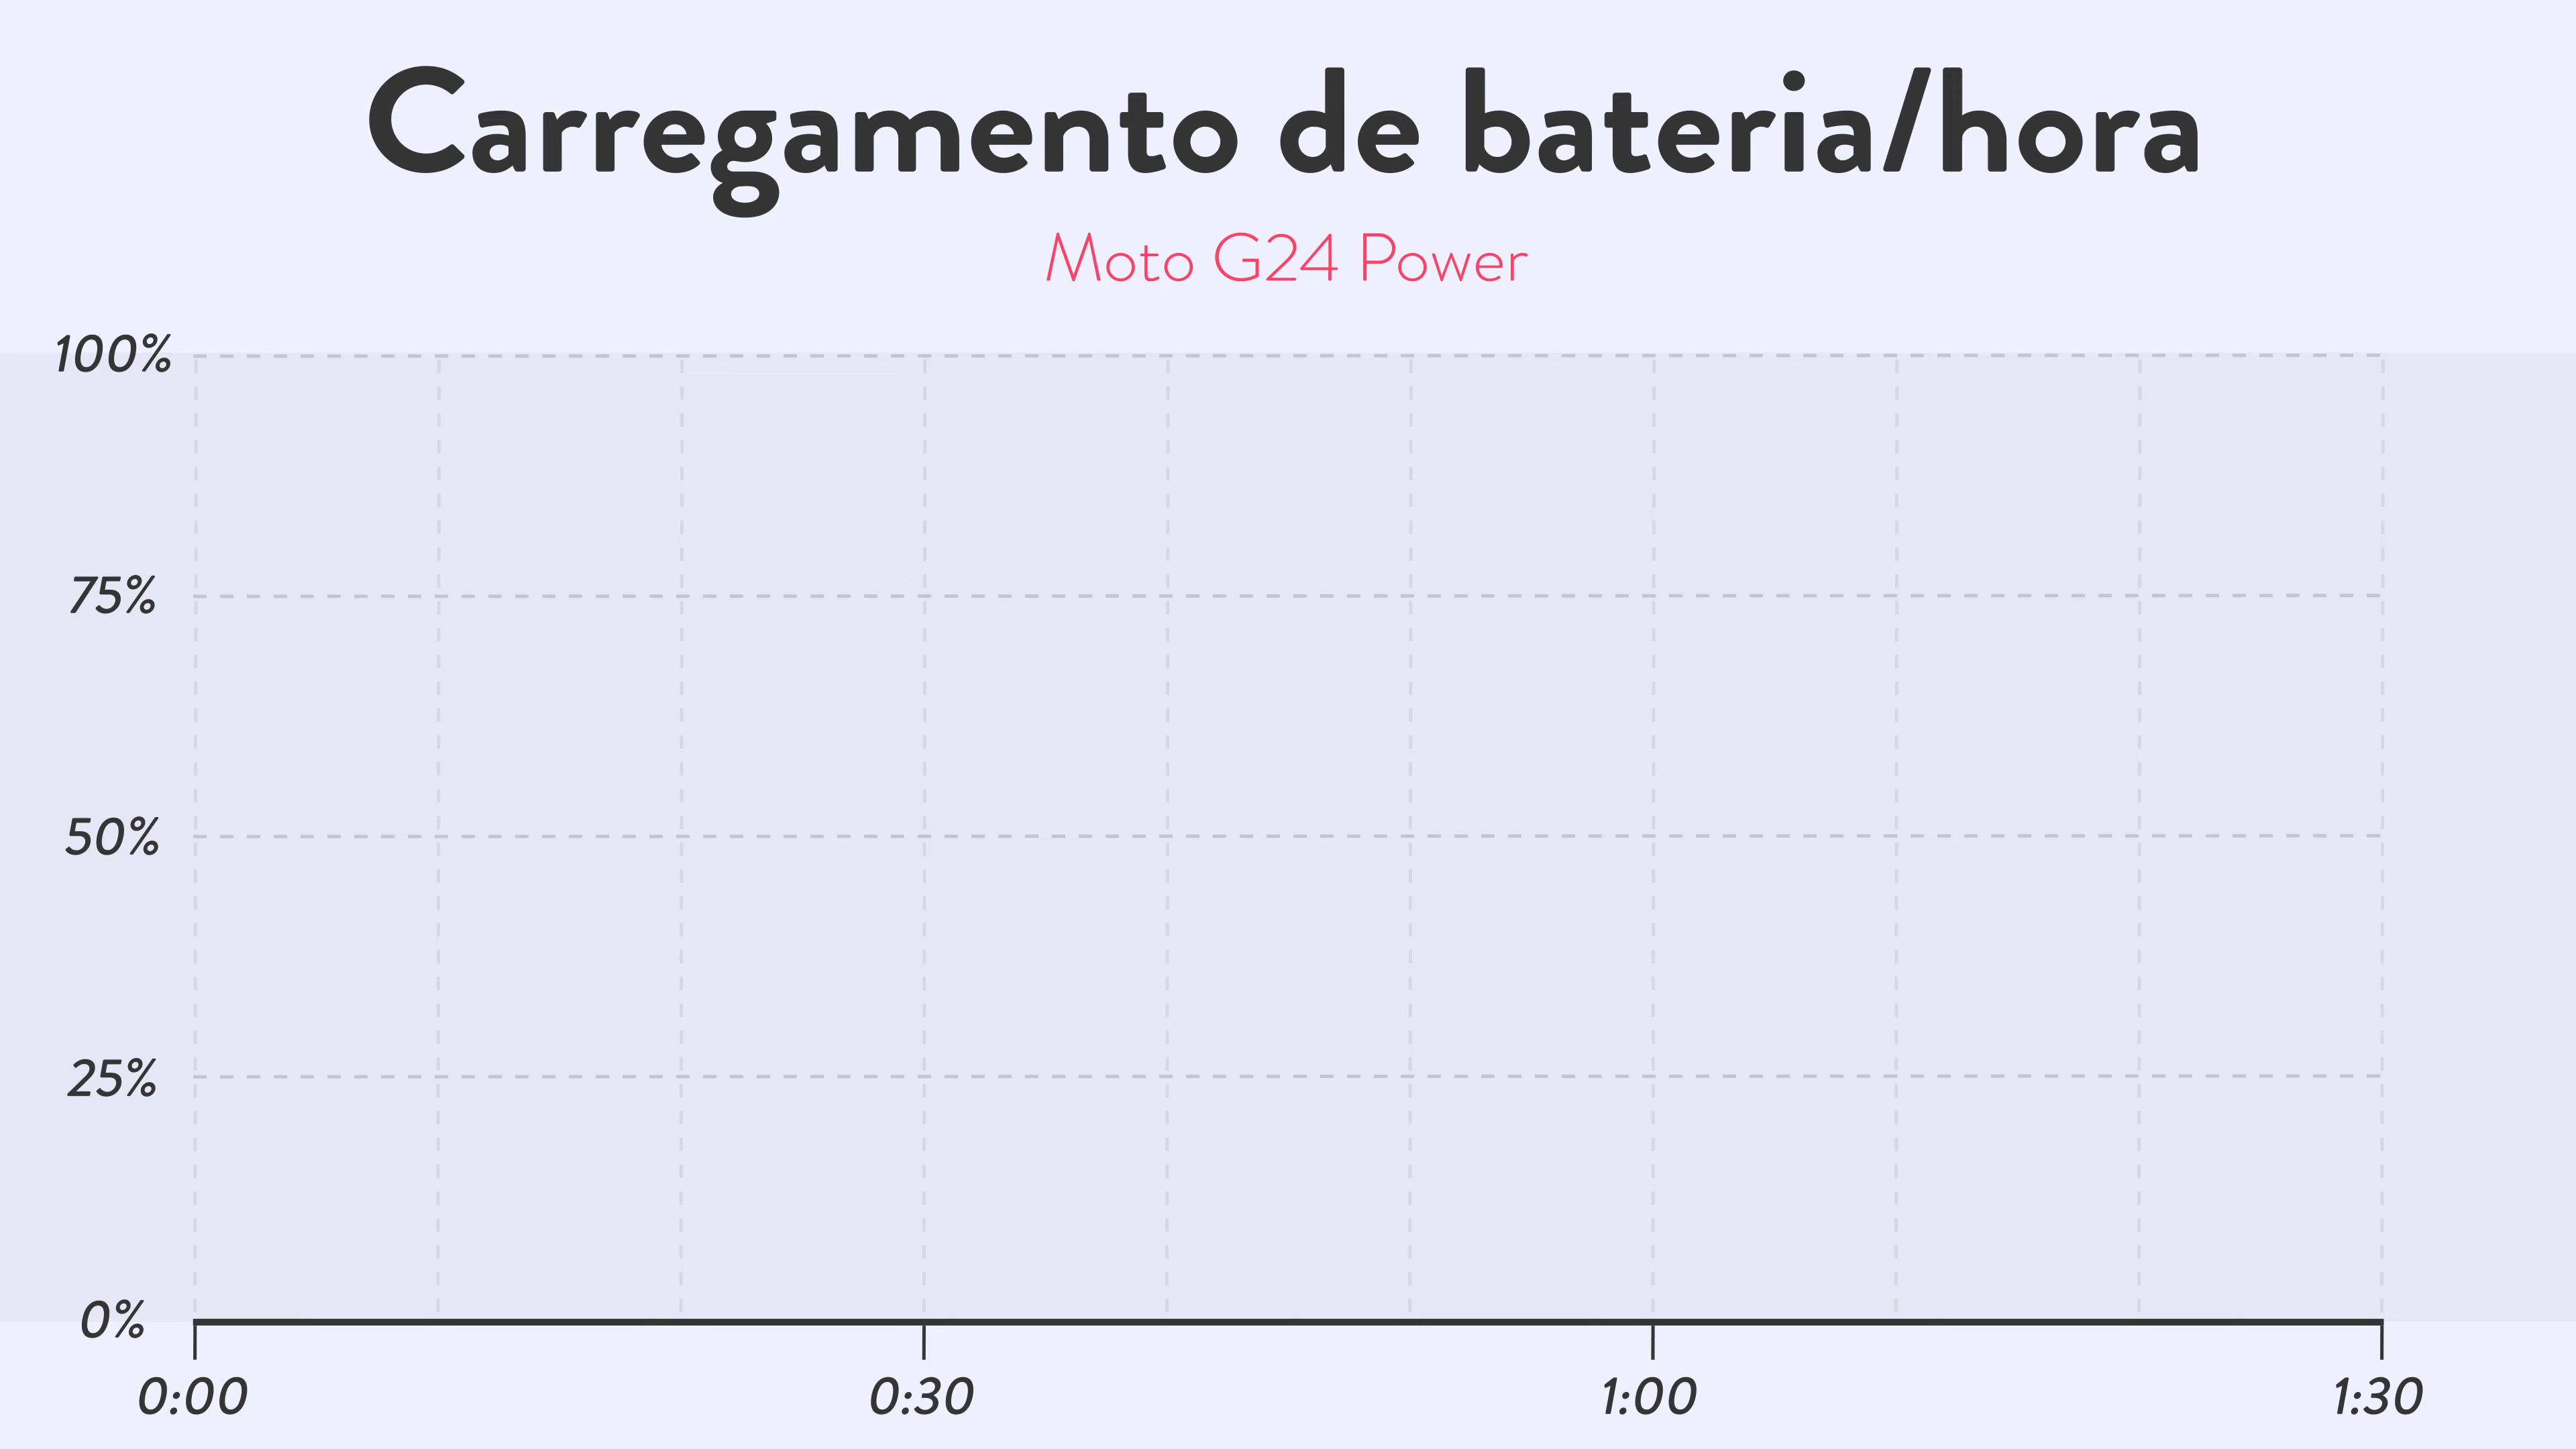 Carregamento de bateria/hora
Moto G24 Power
100%
75%
50%
25%
0%
0:00 0:30 1:00 1:30